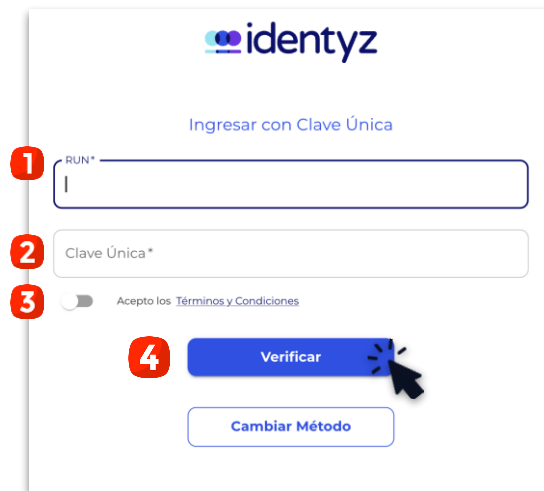 identyz
Ingresar con Clave Única
1
RUN*
2
Clave Única*
3
Acepto los Términos y Condiciones
4
Verificar
Cambiar Método